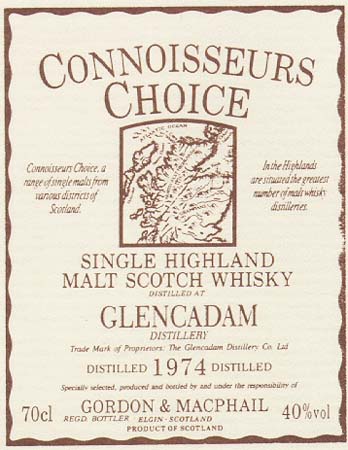 CONNOISSEURS
CHOICE
ATLANTIC OCEAN
Connoisseurs Choice, a
range of single malts from
various districts of
Scotland.
In the Highlands
are situated the greatest
number of malt whisky
distilleries.
SINGLE HIGHLAND
MALT SCOTCH WHISKY
DISTILLED AT
GLENCADAM
DISTILLERY
Trade Mark of Proprietors: The Glencadam Distillery Co. Ltd
DISTILLED 1974 DISTILLED
Specially selected, produced and bottled by and under the responsibility of
70cl GORDON & MACPHAIL 40%vol
REGD. BOTTLER ELGIN - SCOTLAND
PRODUCT OF SCOTLAND